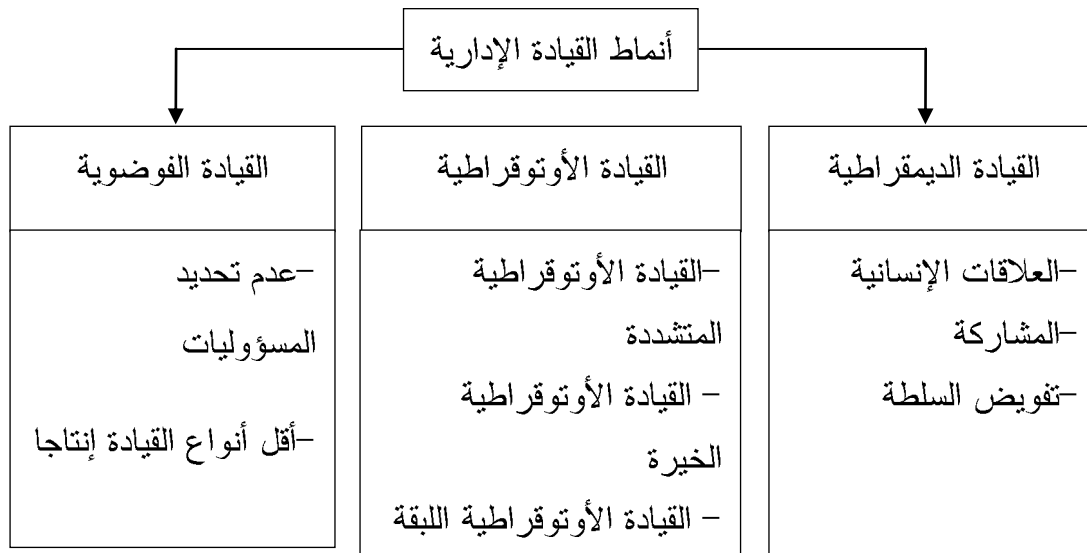 أنماط القيادة الإدارية
القيادة الديمقراطية
–العلاقات الإنسانية
–المشاركة
–تفويض السلطة
القيادة الأوتوقراطية
–القيادة الأوتوقراطية
المتشددة
– القيادة الأوتوقراطية
الخيرة
– القيادة الأوتوقراطية اللبقة
القيادة الفوضوية
–عدم تحديد
المسؤوليات
–أقل أنواع القيادة إنتاجا